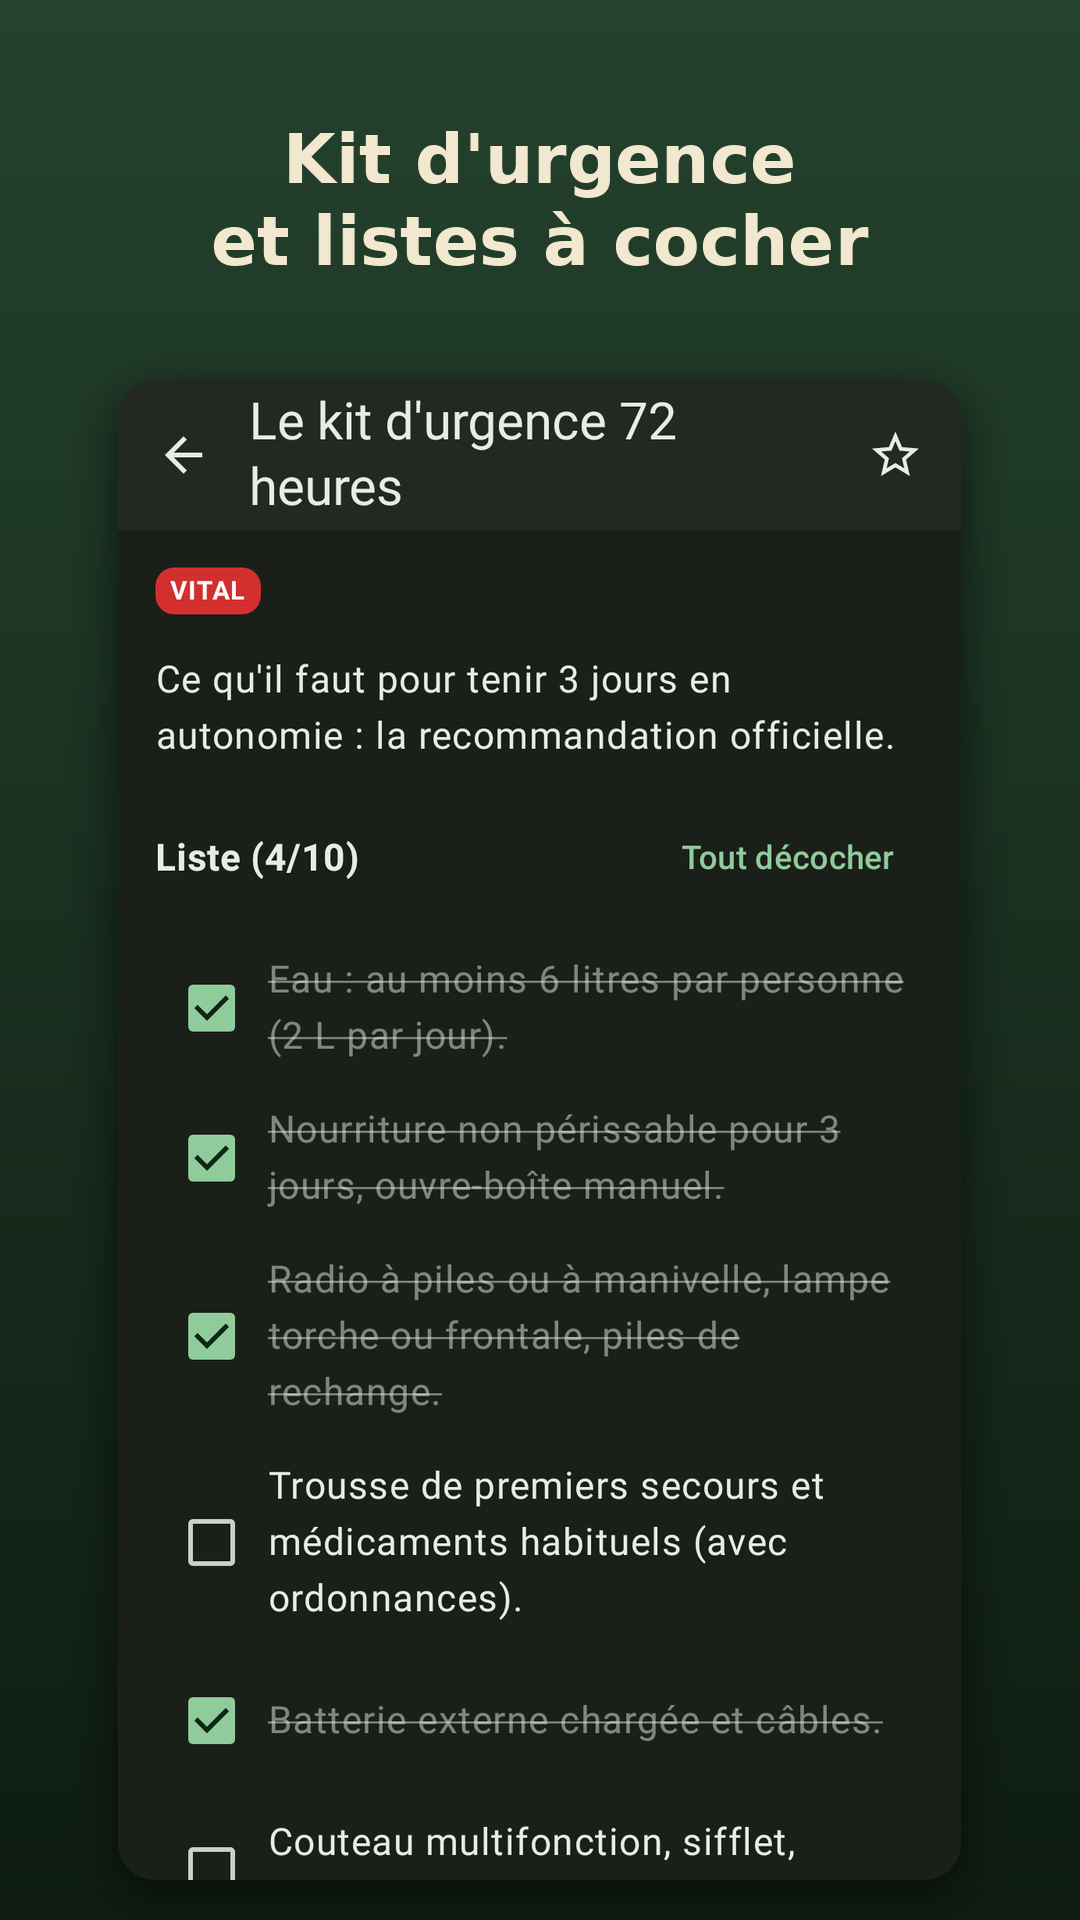 Kit d'urgence
et listes à cocher
Le kit d'urgence 72
heures
VITAL
Ce qu'il faut pour tenir 3 jours en
autonomie : la recommandation officielle.
Liste (4/10)
Tout décocher
Eau : au moins 6 litres par personne
(2 L par jour).
Nourriture non périssable pour 3
jours, ouvre-boîte manuel.
Radio à piles ou à manivelle, lampe
torche ou frontale, piles de
rechange.
Trousse de premiers secours et
médicaments habituels (avec
ordonnances).
Batterie externe chargée et câbles.
Couteau multifonction, sifflet,